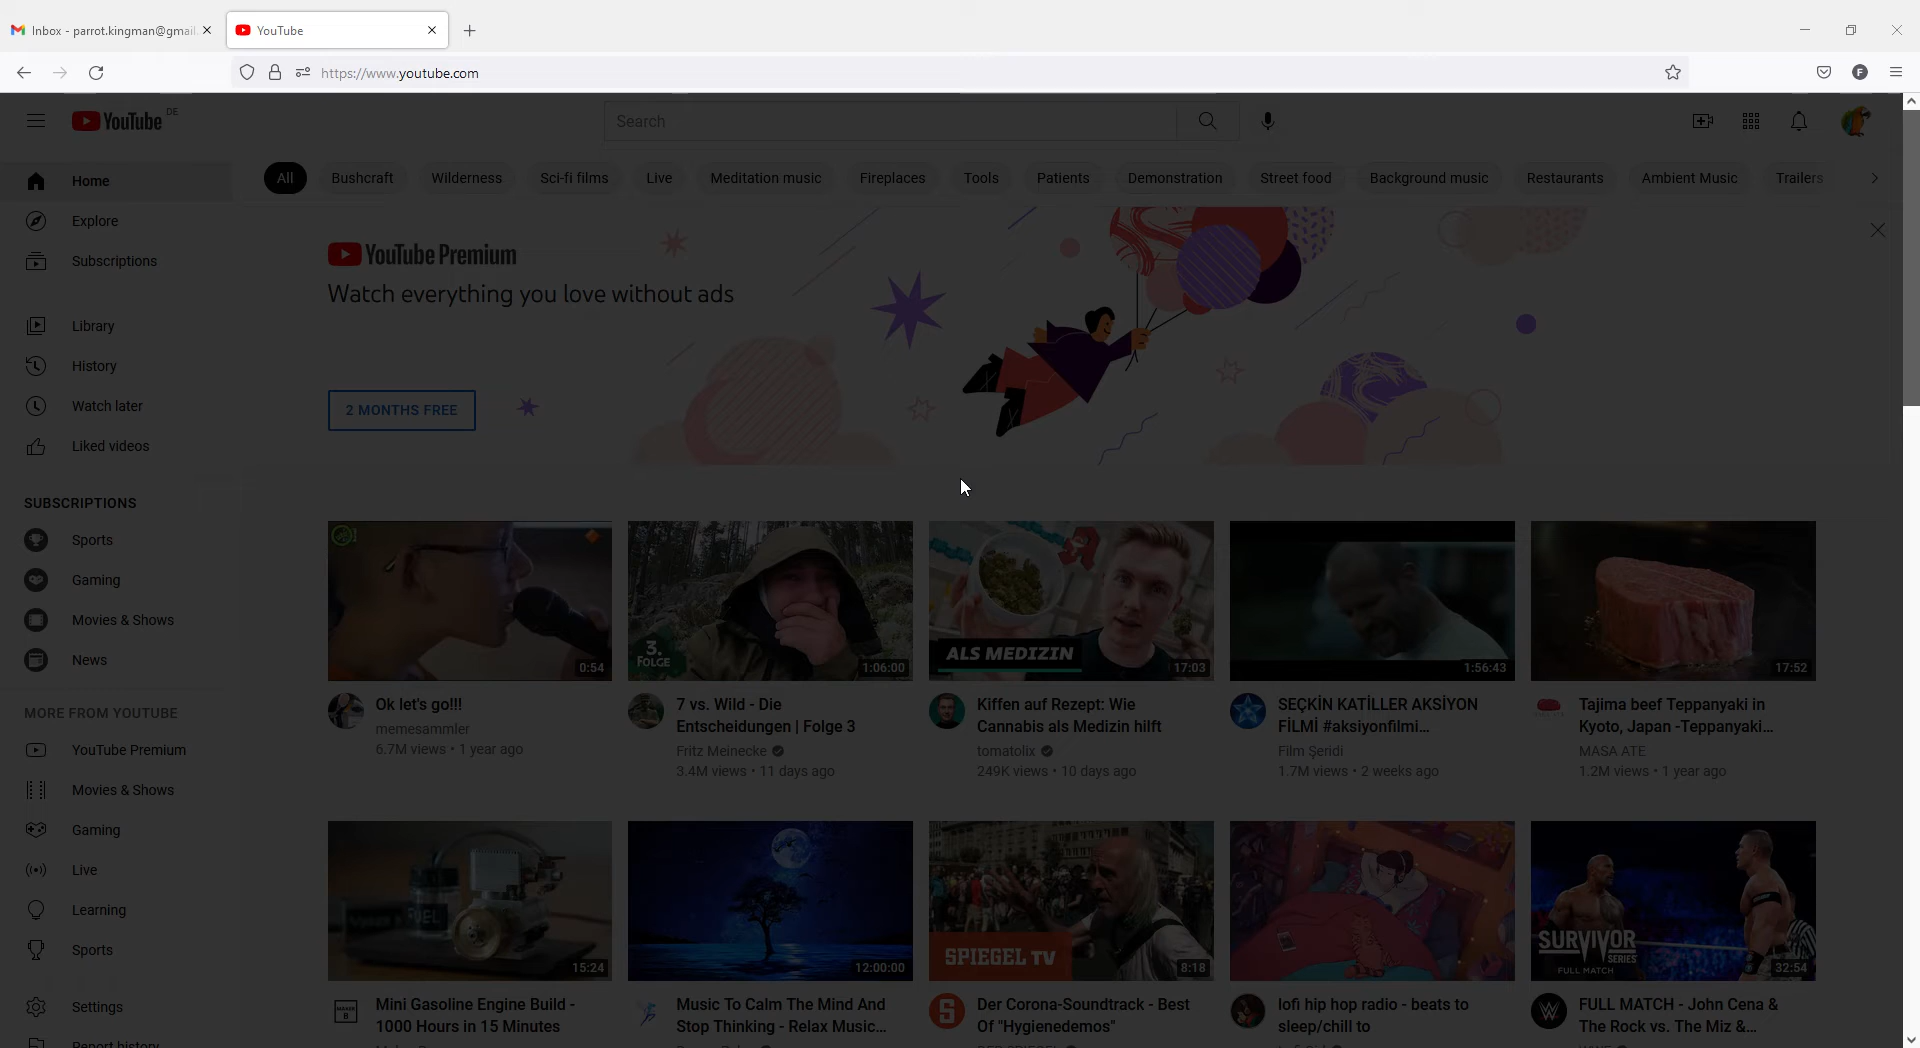 Inbox - parrot.kingman@gmail.
YouTube
https://www.youtube.com
YouTube DE
Search
Home
Explore
Subscriptions
Library
History
Watch later
Liked videos
SUBSCRIPTIONS
Sports
Gaming
Movies & Shows
News
MORE FROM YOUTUBE
YouTube Premium
Movies & Shows
Gaming
Live
Learning
Sports
Settings
Report history
All
Bushcraft
Wilderness
Sci-fi films
Live
Meditation music
Fireplaces
Tools
Patients
Demonstration
Street food
Background music
Restaurants
Ambient Music
Trailers
YouTube Premium
Watch everything you love without ads
2 MONTHS FREE
0:54
Ok let's go!!!
memesammler
6.7M views • 1 year ago
3.
FOLGE
1:06:00
7 vs. Wild - Die
Entscheidungen | Folge 3
Fritz Meinecke
3.4M views • 11 days ago
ALS MEDIZIN
17:03
Kiffen auf Rezept: Wie
Cannabis als Medizin hilft
tomatolix
249K views • 10 days ago
1:56:43
SEÇKİN KATİLLER AKSİYON
FİLMİ #aksiyonfilmi...
Film Şeridi
1.7M views • 2 weeks ago
17:52
Tajima beef Teppanyaki in
Kyoto, Japan -Teppanyaki...
MASA ATE
1.2M views • 1 year ago
FUEL
15:24
Mini Gasoline Engine Build -
1000 Hours in 15 Minutes
12:00:00
Music To Calm The Mind And
Stop Thinking - Relax Music...
SPIEGEL TV
8:18
Der Corona-Soundtrack - Best
Of "Hygienedemos"
DER SPIEGEL
lofi hip hop radio - beats to
sleep/chill to
SURVIVOR
SERIES
FULL MATCH
32:54
FULL MATCH - John Cena &
The Rock vs. The Miz &...